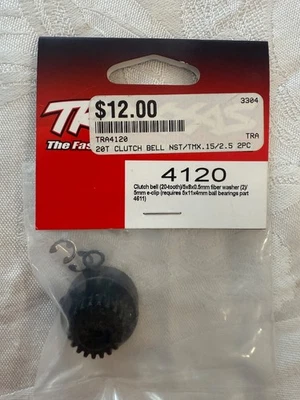 $12.00
3304
TRA4120
TRA
20T CLUTCH BELL NST/TMX.15/2.5 2PC
The Fas
4120
Clutch bell (20-tooth)/5x8x0.5mm fiber washer (2)/
5mm e-clip (requires 5x11x4mm ball bearings part
4611)